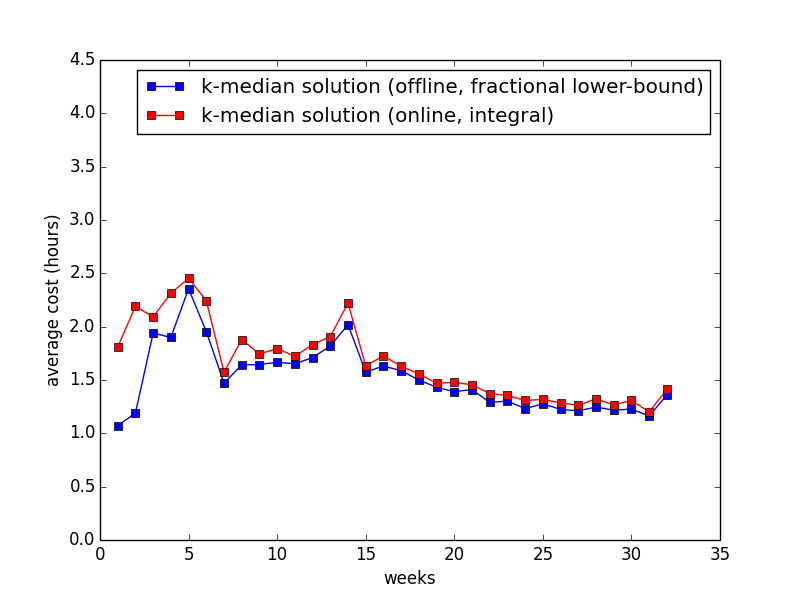 4.5
4.0
3.5
3.0
2.5
2.0
1.5
1.0
0.5
0.0
k-median solution (offline, fractional lower-bound)
k-median solution (online, integral)
average cost (hours)
0 5 10 15 20 25 30 35
weeks